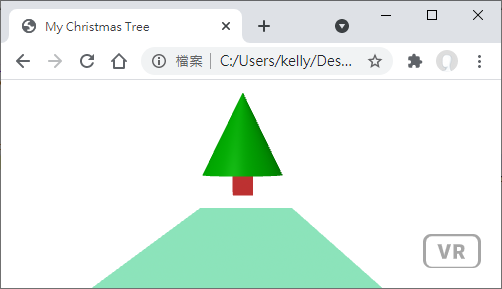 My Christmas Tree
檔案 | C:/Users/kelly/Des...
VR